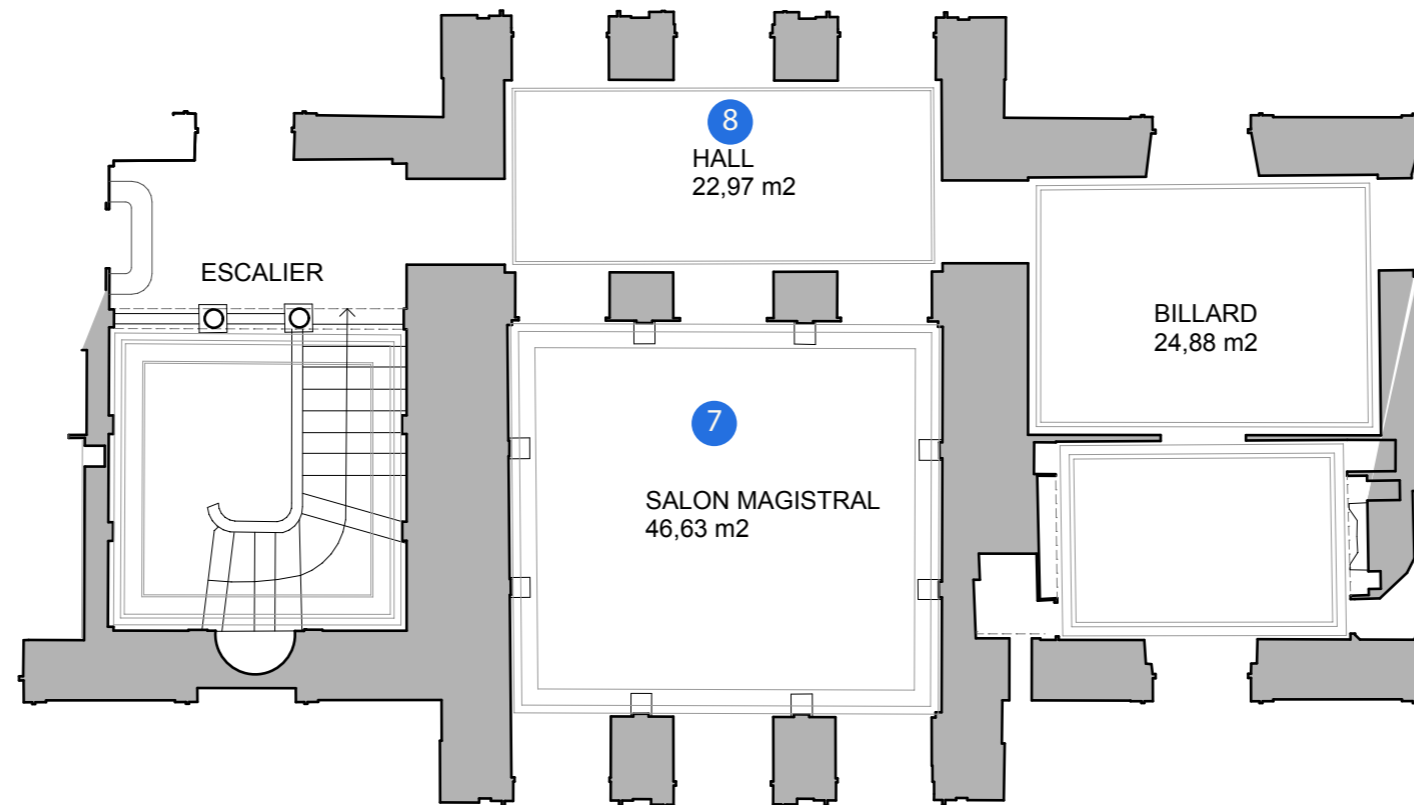 8
HALL
22,97 m2
ESCALIER
BILLARD
24,88 m2
7
SALON MAGISTRAL
46,63 m2